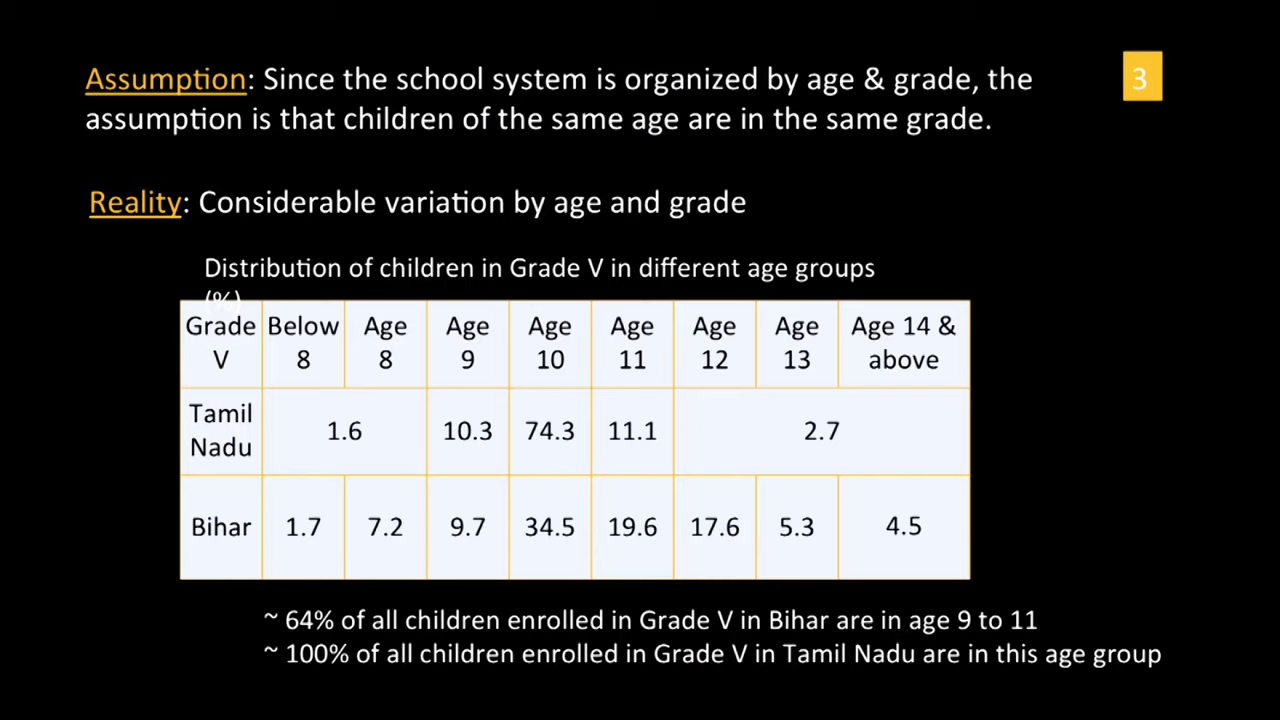 Assumption: Since the school system is organized by age & grade, the
3
assumption is that children of the same age are in the same grade.
Reality: Considerable variation by age and grade
Distribution of children in Grade V in different age groups
(%)
Grade V Below 8 Age 8 Age 9 Age 10 Age 11 Age 12 Age 13 Age 14 & above
Tamil Nadu 1.6 10.3 74.3 11.1 2.7
Bihar 1.7 7.2 9.7 34.5 19.6 17.6 5.3 4.5
~ 64% of all children enrolled in Grade V in Bihar are in age 9 to 11
~ 100% of all children enrolled in Grade V in Tamil Nadu are in this age group